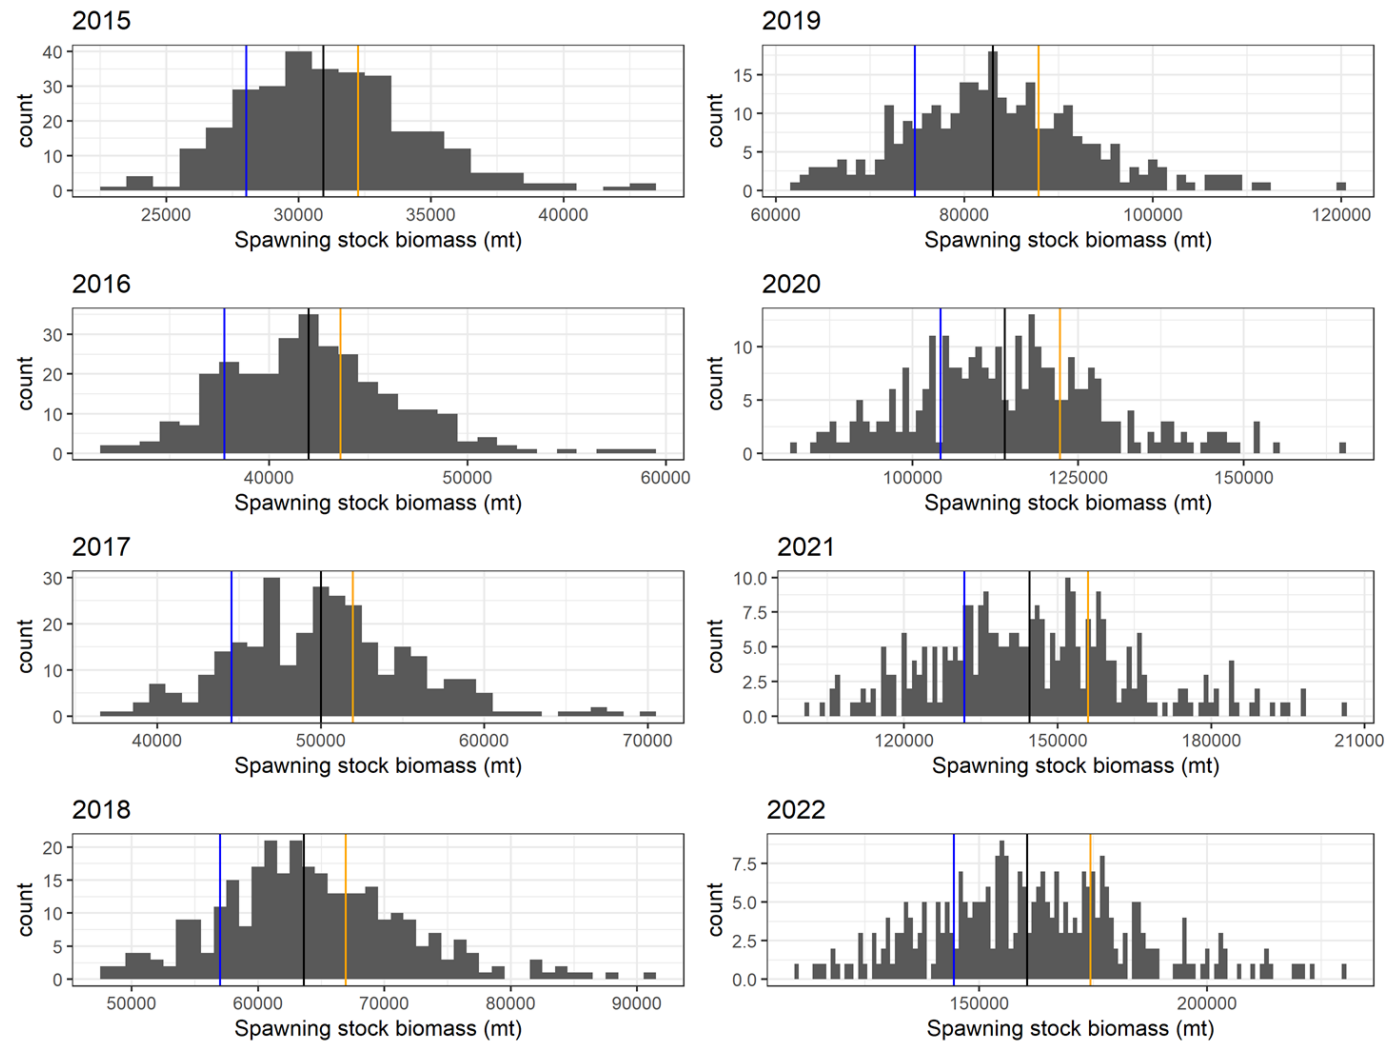 2015
40
30
20
10
0
count
25000 30000 35000 40000
Spawning stock biomass (mt)
2019
15
10
5
0
count
60000 80000 100000 120000
Spawning stock biomass (mt)
2016
30
20
10
0
count
40000 50000 60000
Spawning stock biomass (mt)
2020
10
5
0
count
100000 125000 150000
Spawning stock biomass (mt)
2017
30
20
10
0
count
40000 50000 60000 70000
Spawning stock biomass (mt)
2021
10.0
7.5
5.0
2.5
0.0
count
120000 150000 180000 21000
Spawning stock biomass (mt)
2018
20
15
10
5
0
count
50000 60000 70000 80000 90000
Spawning stock biomass (mt)
2022
7.5
5.0
2.5
0.0
count
150000 200000
Spawning stock biomass (mt)